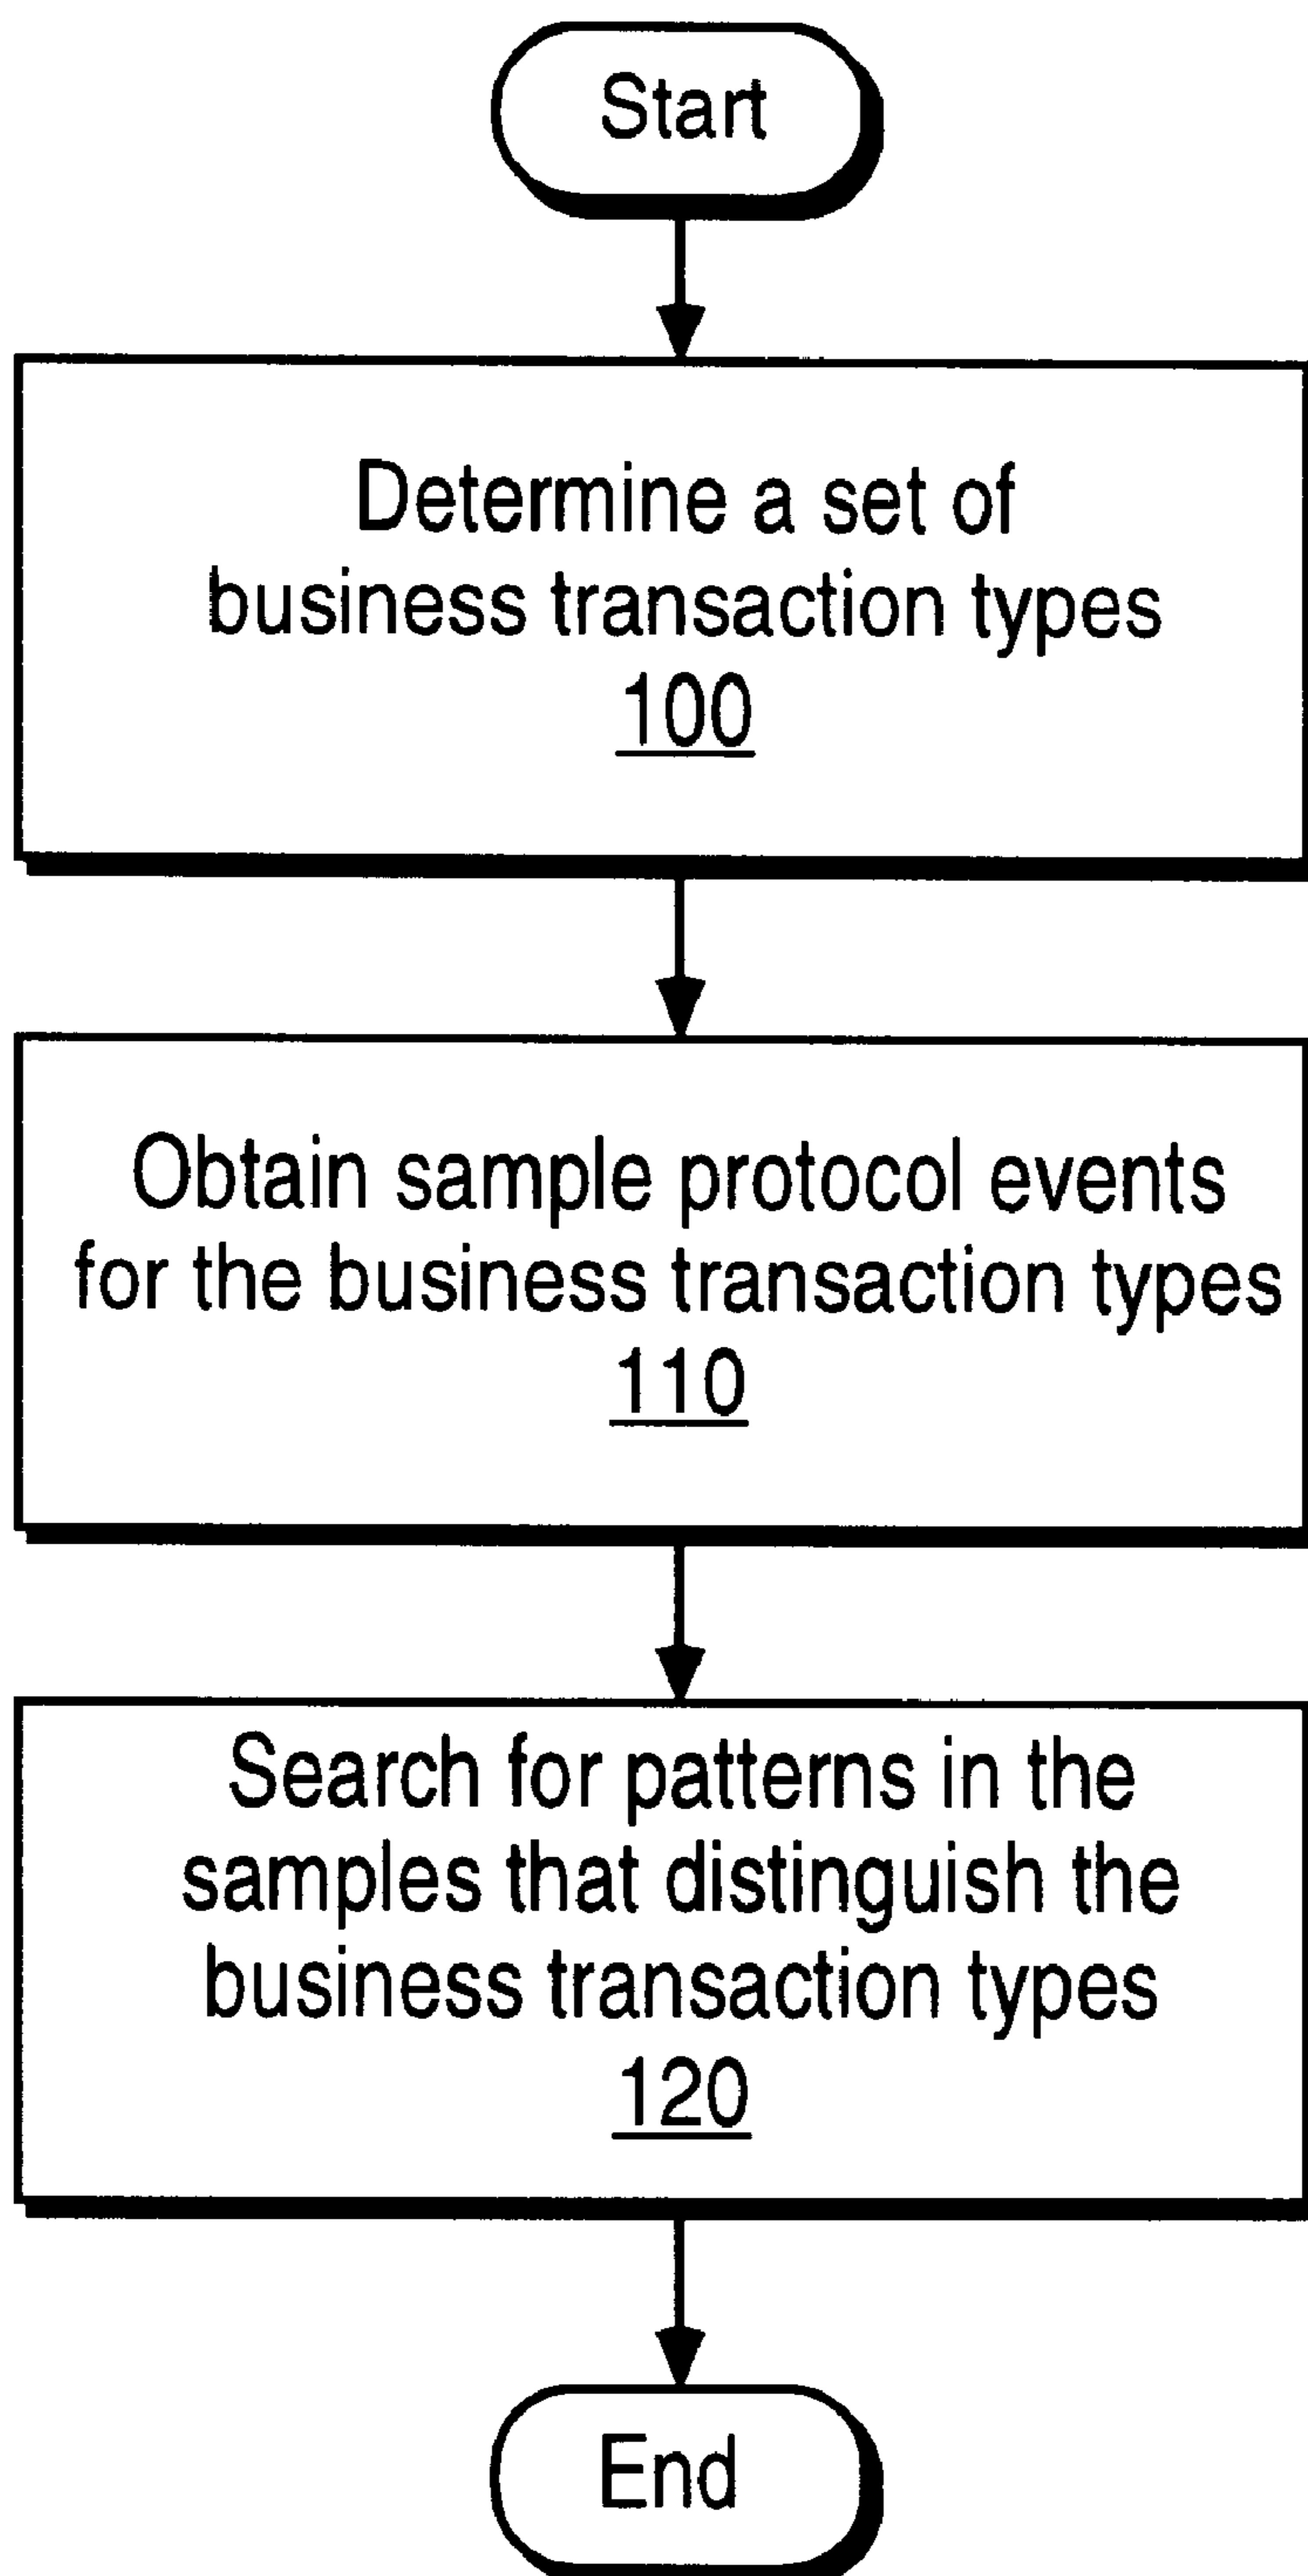 Start
Determine a set of
business transaction types
100
Obtain sample protocol events
for the business transaction types
110
Search for patterns in the
samples that distinguish the
business transaction types
120
End